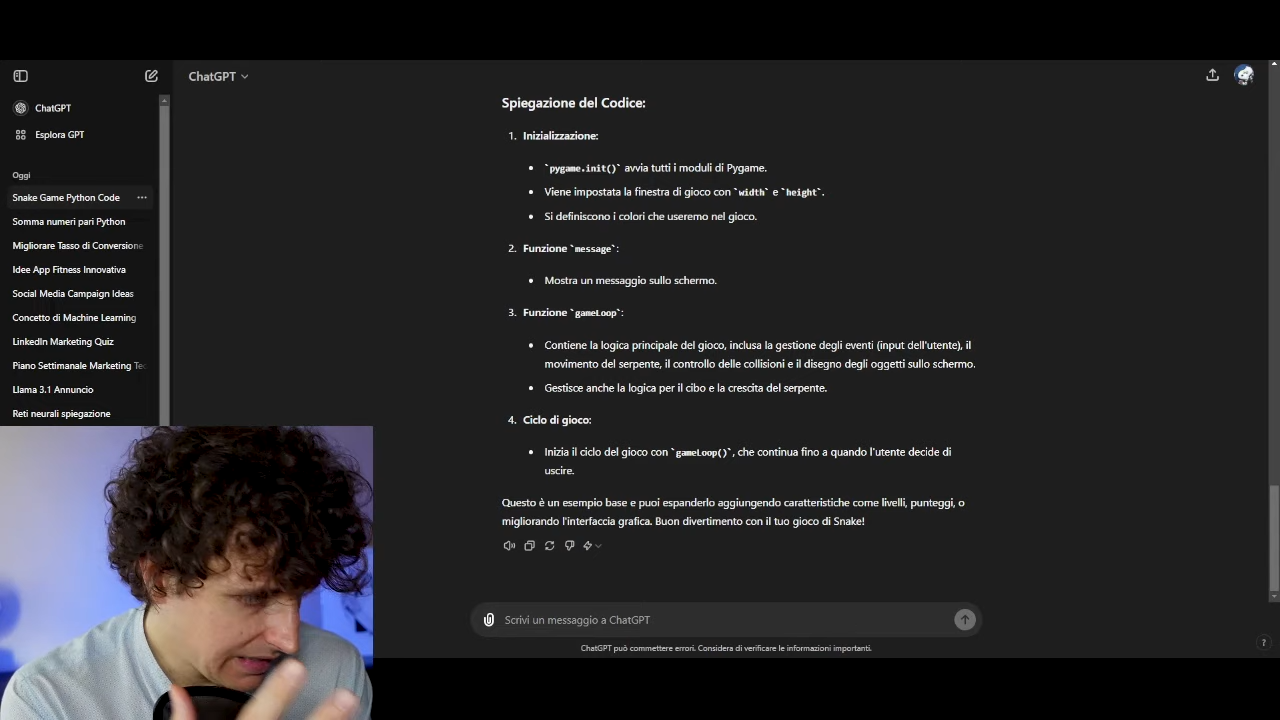 ChatGPT
ChatGPT
Esplora GPT
Oggi
Snake Game Python Code
Somma numeri pari Python
Migliorare Tasso di Conversione
Idee App Fitness Innovativa
Social Media Campaign Ideas
Concetto di Machine Learning
LinkedIn Marketing Quiz
Piano Settimanale Marketing Tec
Llama 3.1 Annuncio
Reti neurali spiegazione
Spiegazione del Codice:
1. Inizializzazione:
• `pygame.init()` avvia tutti i moduli di Pygame.
• Viene impostata la finestra di gioco con `width` e `height`.
• Si definiscono i colori che useremo nel gioco.
2. Funzione `message`:
• Mostra un messaggio sullo schermo.
3. Funzione `gameLoop`:
• Contiene la logica principale del gioco, inclusa la gestione degli eventi (input dell'utente), il
movimento del serpente, il controllo delle collisioni e il disegno degli oggetti sullo schermo.
• Gestisce anche la logica per il cibo e la crescita del serpente.
4. Ciclo di gioco:
• Inizia il ciclo del gioco con `gameLoop()`, che continua fino a quando l'utente decide di
uscire.
Questo è un esempio base e puoi espanderlo aggiungendo caratteristiche come livelli, punteggi, o
migliorando l'interfaccia grafica. Buon divertimento con il tuo gioco di Snake!
Scrivi un messaggio a ChatGPT
ChatGPT può commettere errori. Considera di verificare le informazioni importanti.
?